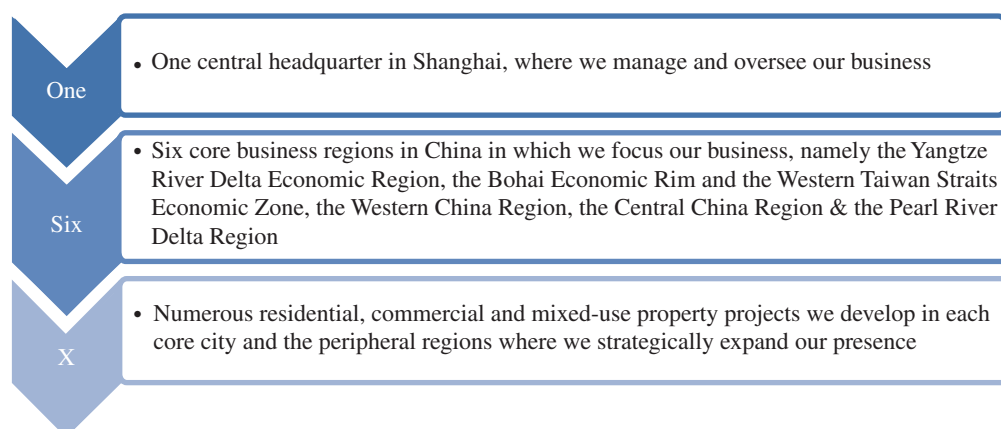 One
• One central headquarter in Shanghai, where we manage and oversee our business
Six
• Six core business regions in China in which we focus our business, namely the Yangtze
River Delta Economic Region, the Bohai Economic Rim and the Western Taiwan Straits
Economic Zone, the Western China Region, the Central China Region & the Pearl River
Delta Region
X
• Numerous residential, commercial and mixed-use property projects we develop in each
core city and the peripheral regions where we strategically expand our presence